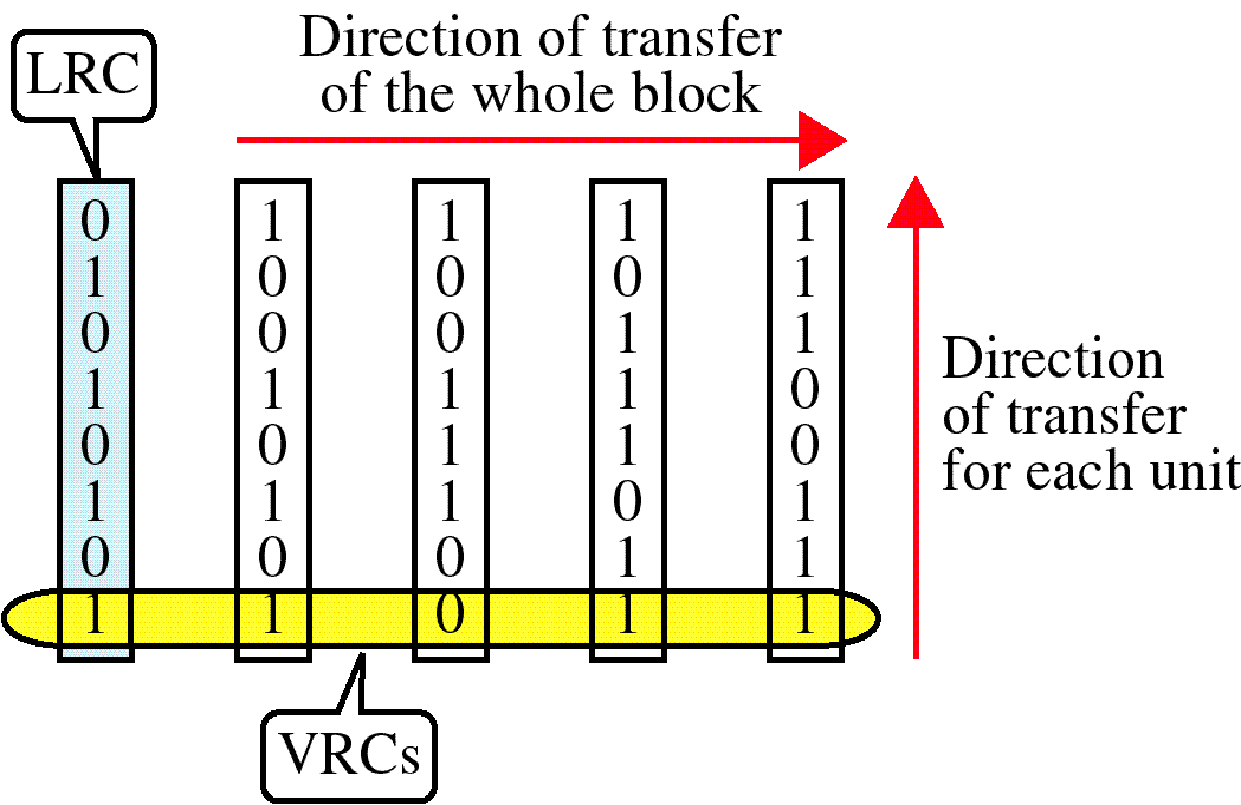 LRC
Direction of transfer
of the whole block
0 1 1 1 1
1 0 0 0 1
0 0 0 1 1
1 1 1 1 0
0 0 1 1 0
1 1 1 0 1
0 0 0 1 1
1 1 0 1 1
Direction
of transfer
for each unit
VRCs